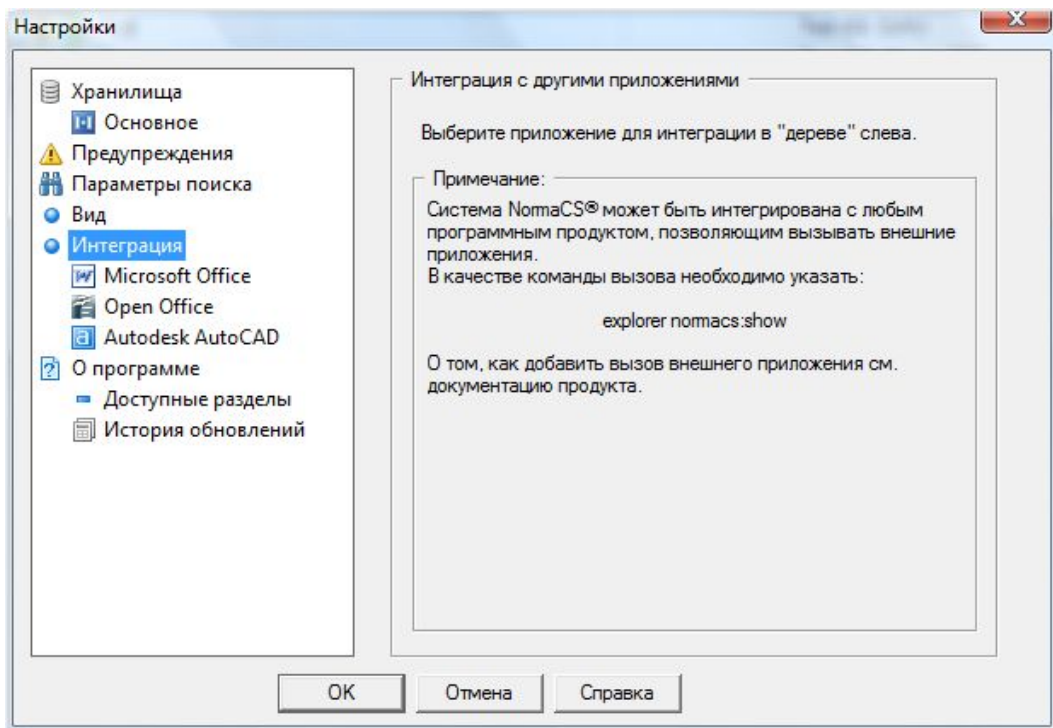 Настройки
Хранилища
Основное
Предупреждения
Параметры поиска
Вид
Интеграция
Microsoft Office
Open Office
Autodesk AutoCAD
О программе
Доступные разделы
История обновлений
Интеграция с другими приложениями
Выберите приложение для интеграции в "дереве" слева.
Примечание:
Система NormaCS® может быть интегрирована с любым
программным продуктом, позволяющим вызывать внешние
приложения.
В качестве команды вызова необходимо указать:
explorer normacs:show
О том, как добавить вызов внешнего приложения см.
документацию продукта.
OK
Отмена
Справка